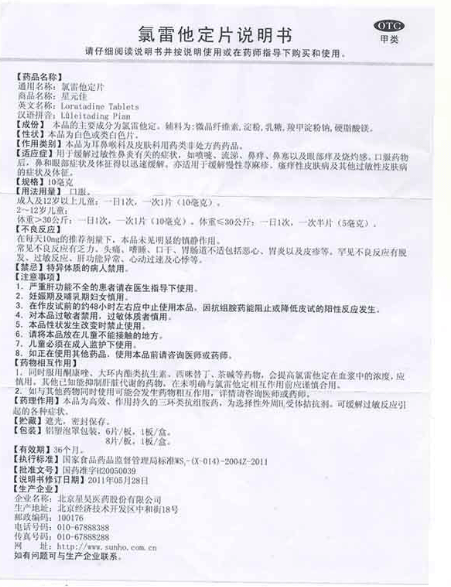 氯雷他定片说明书
OTC
甲类
请仔细阅读说明书并按说明使用或在药师指导下购买和使用。
【药品名称】
通用名称：氯雷他定片
商品名称：星元佳
英文名称：Loratadine Tablets
汉语拼音：Lüleitading Pian
【成份】 本品的主要成分为氯雷他定。辅料为:微晶纤维素,淀粉,乳糖,羧甲淀粉钠,硬脂酸镁。
【性状】本品为白色或类白色片。
【作用类别】本品为耳鼻喉科及皮肤科用药类非处方药药品。
【适应症】用于缓解过敏性鼻炎有关的症状，如喷嚏、流涕、鼻痒、鼻塞以及眼部痒及烧灼感。口服药物
后，鼻和眼部症状及体征得以迅速缓解。亦适用于缓解慢性荨麻疹、瘙痒性皮肤病及其他过敏性皮肤病
的症状及体征。
【规格】10毫克
【用法用量】 口服。
成人及12岁以上儿童：一日1次，一次1片（10毫克）。
2～12岁儿童：
体重＞30公斤：一日1次，一次1片（10毫克）。体重≤30公斤：一日1次，一次半片（5毫克）。
【不良反应】
在每天10mg的推荐剂量下，本品未见明显的镇静作用。
常见不良反应有乏力、头痛、嗜睡、口干、胃肠道不适包括恶心、胃炎以及皮疹等。罕见不良反应有脱
发、过敏反应、肝功能异常、心动过速及心悸等。
【禁忌】特异体质的病人禁用。
【注意事项】
1．严重肝功能不全的患者请在医生指导下使用。
2．妊娠期及哺乳期妇女慎用。
3．在作皮试前的约48小时左右应中止使用本品，因抗组胺药能阻止或降低皮试的阳性反应发生。
4．对本品过敏者禁用，过敏体质者慎用。
5．本品性状发生改变时禁止使用。
6．请将本品放在儿童不能接触的地方。
7．儿童必须在成人监护下使用。
8．如正在使用其他药品，使用本品前请咨询医师或药师。
【药物相互作用】
1．同时服用酮康唑、大环内酯类抗生素、西咪替丁、茶碱等药物，会提高氯雷他定在血浆中的浓度，应
慎用。其他已知能抑制肝脏代谢的药物，在未明确与氯雷他定相互作用前应谨慎合用。
2．如与其他药物同时使用可能会发生药物相互作用，详情请咨询医师或药师。
【药理作用】本品为高效、作用持久的三环类抗组胺药，为选择性外周H₁受体拮抗剂。可缓解过敏反应引
起的各种症状。
【贮藏】遮光，密封保存。
【包装】铝塑泡罩包装，6片/板，1板/盒。
8片/板，1板/盒。
【有效期】36个月。
【执行标准】国家食品药品监督管理局标准WS₁-(X-014)-2004Z-2011
【批准文号】国药准字H20050039
【说明书修订日期】2011年05月28日
【生产企业】
企业名称：北京星昊医药股份有限公司
生产地址：北京经济技术开发区中和街18号
邮政编码：100176
电话号码：010-67888388
传真号码：010-67888288
网 址：http://www.sunho.com.cn
如有问题可与生产企业联系。